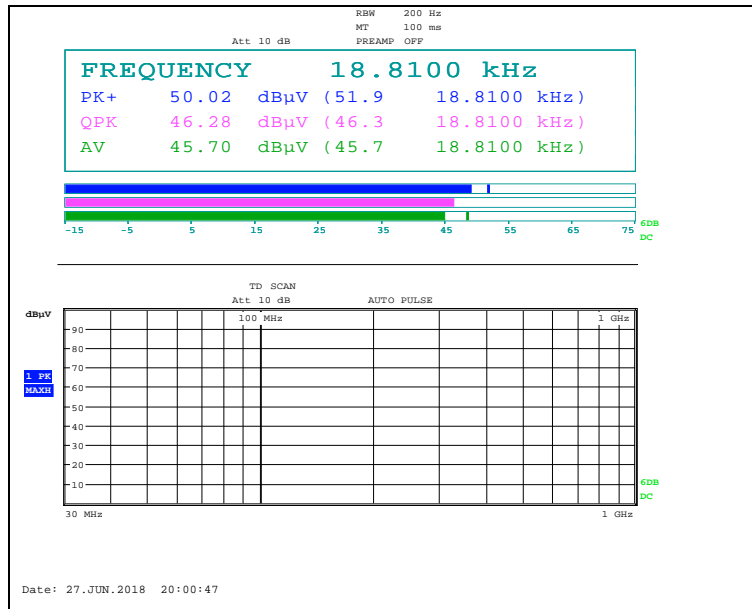 RBW 200 Hz
MT 100 ms
Att 10 dB PREAMP OFF
FREQUENCY 18.8100 kHz
PK+ 50.02 dBµV (51.9 18.8100 kHz)
QPK 46.28 dBµV (46.3 18.8100 kHz)
AV 45.70 dBµV (45.7 18.8100 kHz)
-15 -5 5 15 25 35 45 55 65 75
6DB
DC
TD SCAN
Att 10 dB AUTO PULSE
dBµV
100 MHz 1 GHz
90
80
70
1 PK
MAXH
60
50
40
30
20
10
6DB
DC
30 MHz 1 GHz
Date: 27.JUN.2018 20:00:47